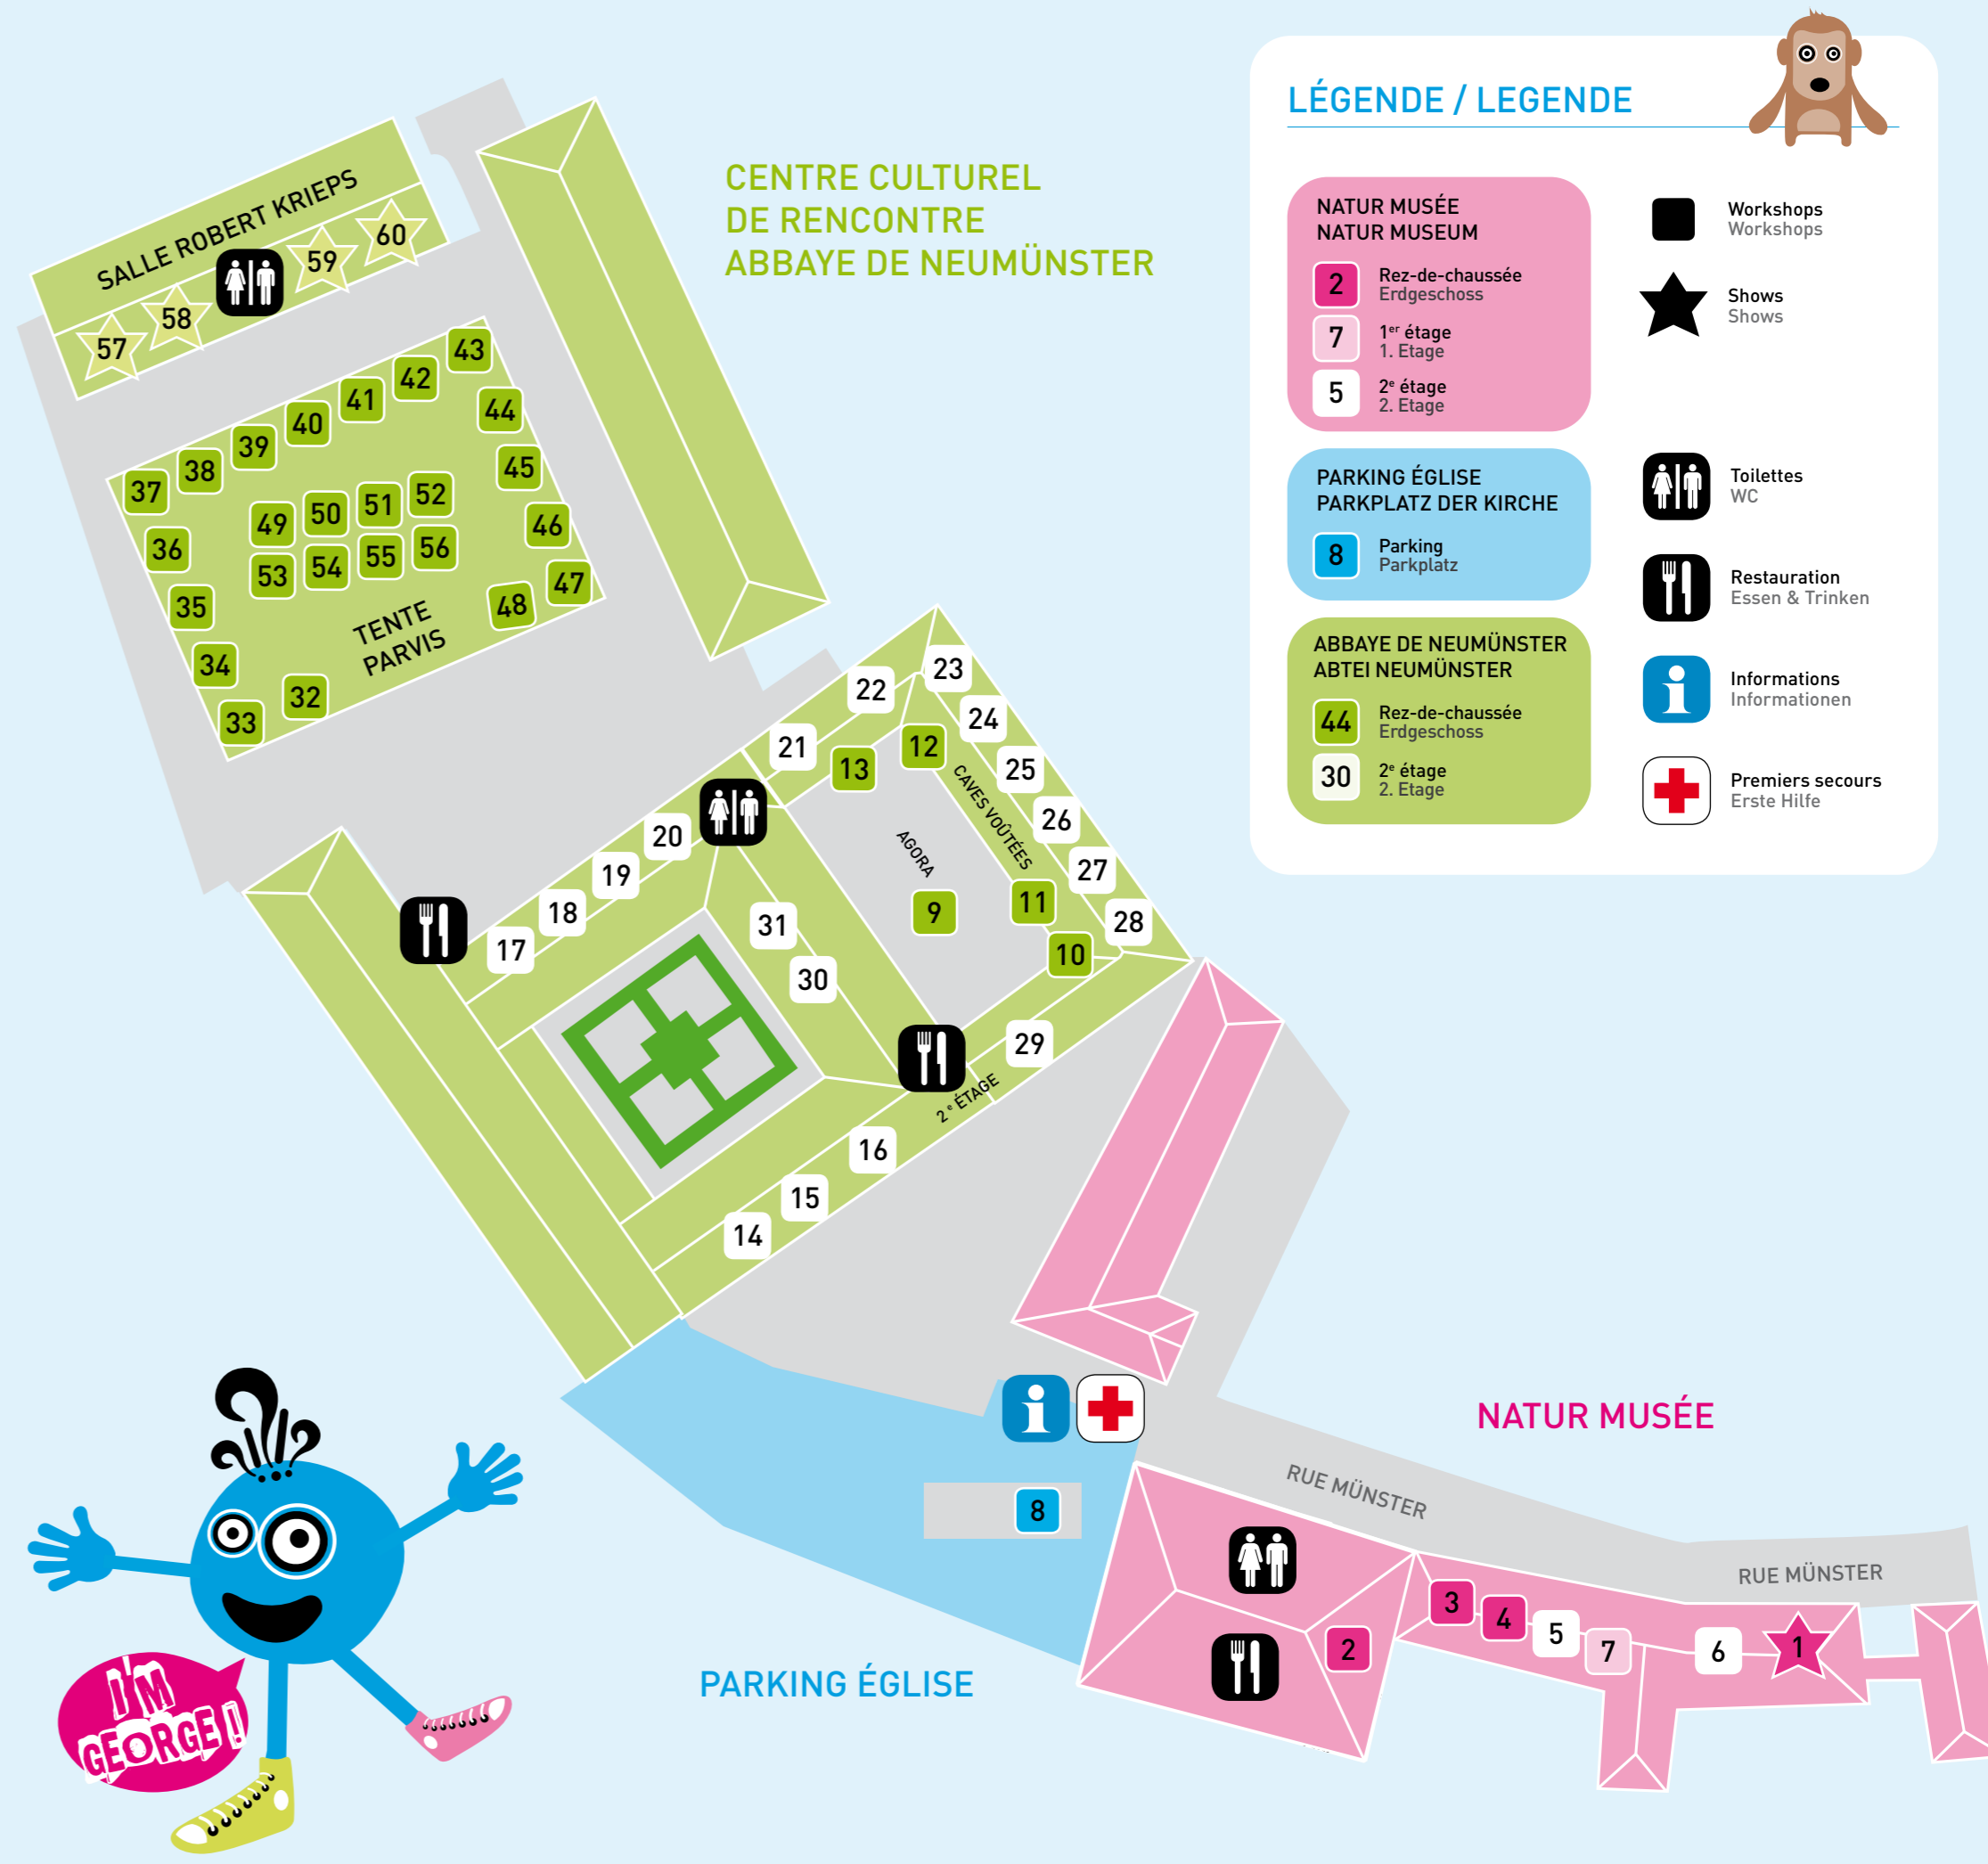 LÉGENDE / LEGENDE
NATUR MUSÉE
NATUR MUSEUM
2
Rez-de-chaussée
Erdgeschoss
7
1er étage
1. Etage
5
2e étage
2. Etage
PARKING ÉGLISE
PARKPLATZ DER KIRCHE
8
Parking
Parkplatz
ABBAYE DE NEUMÜNSTER
ABTEI NEUMÜNSTER
44
Rez-de-chaussée
Erdgeschoss
30
2e étage
2. Etage
Workshops
Workshops
Shows
Shows
Toilettes
WC
Restauration
Essen & Trinken
i
Informations
Informationen
Premiers secours
Erste Hilfe
CENTRE CULTUREL
DE RENCONTRE
ABBAYE DE NEUMÜNSTER
SALLE ROBERT KRIEPS
57
58
59
60
37
38
39
40
41
42
43
44
45
46
47
48
49
50
51
52
53
54
55
56
36
35
34
33
32
TENTE
PARVIS
23
22
24
21
12
13
25
CAVES VOÛTÉES
26
20
AGORA
27
19
11
9
28
18
31
17
10
30
29
2e ÉTAGE
16
15
14
i
8
NATUR MUSÉE
RUE MÜNSTER
RUE MÜNSTER
2
3
4
5
7
6
1
PARKING ÉGLISE
I'M
GEORGE !